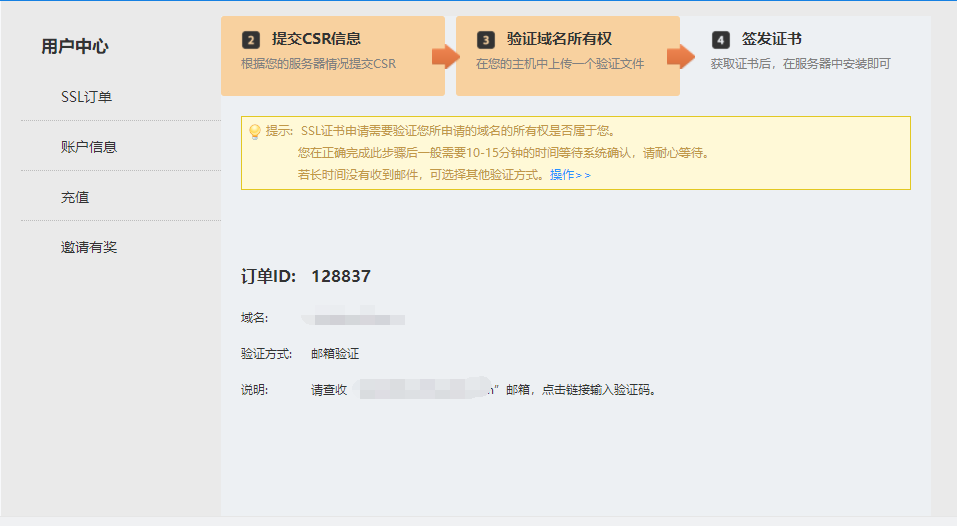 用户中心
SSL订单
账户信息
充值
邀请有奖
2 提交CSR信息
根据您的服务器情况提交CSR
3 验证域名所有权
在您的主机中上传一个验证文件
4 签发证书
获取证书后，在服务器中安装即可
提示: SSL证书申请需要验证您所申请的域名的所有权是否属于您。
您在正确完成此步骤后一般需要10-15分钟的时间等待系统确认，请耐心等待。
若长时间没有收到邮件，可选择其他验证方式。操作>>
订单ID: 128837
域名:
验证方式: 邮箱验证
说明: 请查收 ” 邮箱，点击链接输入验证码。